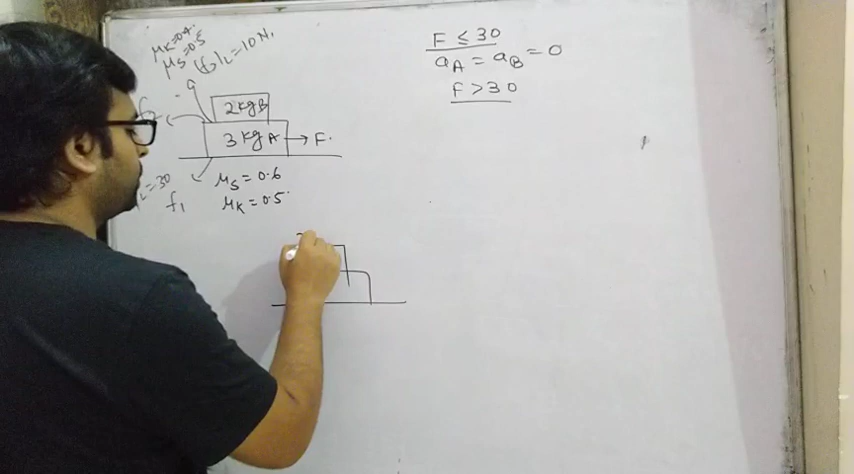 μK=0.4.
μS=0.5
(f)L=10N,
2kgB
3kgA → F.
μS=0.6
μK=0.5
L=30
f1
F ≤ 30
aA = aB = 0
F > 30